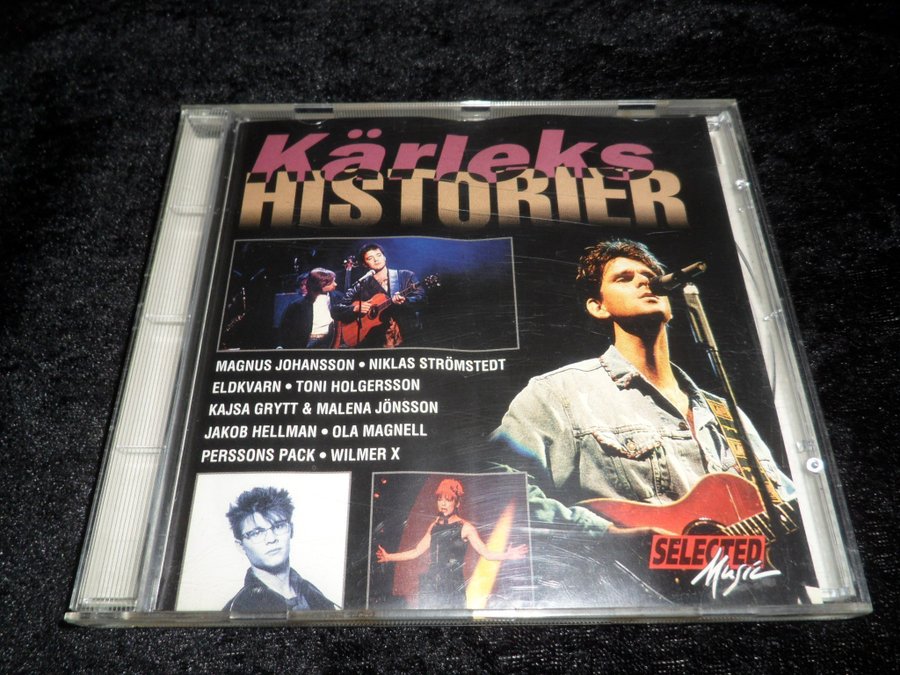 Kärleks
HISTORIER
MAGNUS JOHANSSON • NIKLAS STRÖMSTEDT
ELDKVARN • TONI HOLGERSSON
KAJSA GRYTT & MALENA JÖNSSON
JAKOB HELLMAN • OLA MAGNELL
PERSSONS PACK • WILMER X
SELECTED
Music